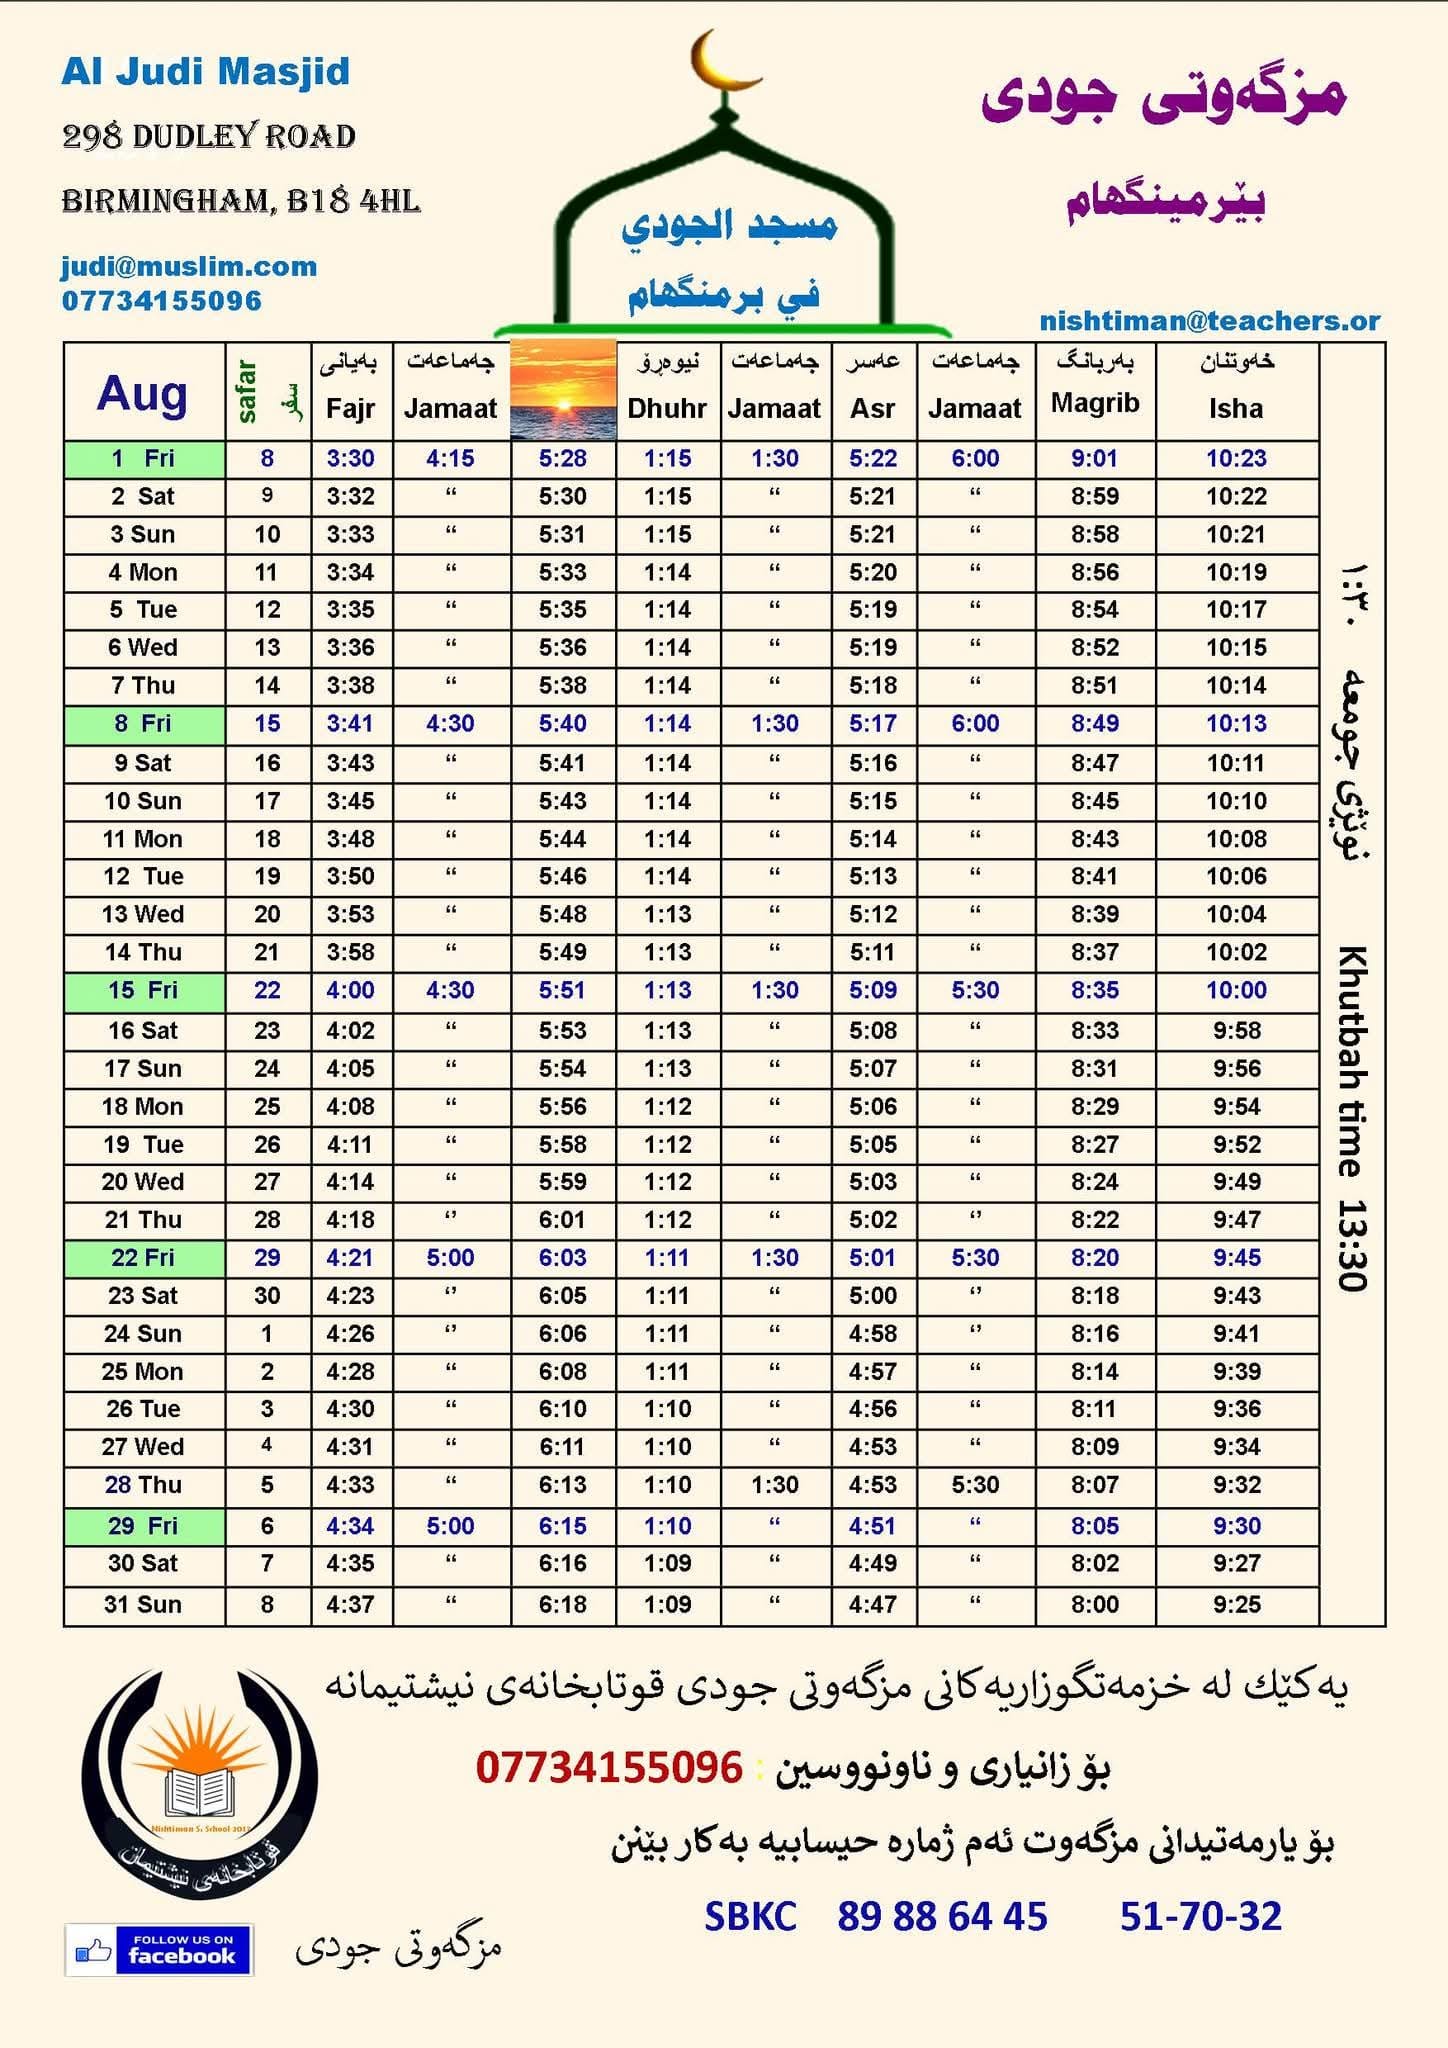 Al Judi Masjid
298 DUDLEY ROAD
BIRMINGHAM, B18 4HL
judi@muslim.com
07734155096
مسجد الجودي
في برمنگهام
مزگەوتی جودی
بێرمینگهام
nishtiman@teachers.or
Aug safar سفر بەیانی Fajr جەماعەت Jamaat نیوەڕۆ Dhuhr جەماعەت Jamaat عەسر Asr جەماعەت Jamaat بەربانگ Magrib خەوتنان Isha
1 Fri 8 3:30 4:15 5:28 1:15 1:30 5:22 6:00 9:01 10:23
2 Sat 9 3:32 “ 5:30 1:15 “ 5:21 “ 8:59 10:22
3 Sun 10 3:33 “ 5:31 1:15 “ 5:21 “ 8:58 10:21
4 Mon 11 3:34 “ 5:33 1:14 “ 5:20 “ 8:56 10:19
5 Tue 12 3:35 “ 5:35 1:14 “ 5:19 “ 8:54 10:17
6 Wed 13 3:36 “ 5:36 1:14 “ 5:19 “ 8:52 10:15
7 Thu 14 3:38 “ 5:38 1:14 “ 5:18 “ 8:51 10:14
8 Fri 15 3:41 4:30 5:40 1:14 1:30 5:17 6:00 8:49 10:13
9 Sat 16 3:43 “ 5:41 1:14 “ 5:16 “ 8:47 10:11
10 Sun 17 3:45 “ 5:43 1:14 “ 5:15 “ 8:45 10:10
11 Mon 18 3:48 “ 5:44 1:14 “ 5:14 “ 8:43 10:08
12 Tue 19 3:50 “ 5:46 1:14 “ 5:13 “ 8:41 10:06
13 Wed 20 3:53 “ 5:48 1:13 “ 5:12 “ 8:39 10:04
14 Thu 21 3:58 “ 5:49 1:13 “ 5:11 “ 8:37 10:02
15 Fri 22 4:00 4:30 5:51 1:13 1:30 5:09 5:30 8:35 10:00
16 Sat 23 4:02 “ 5:53 1:13 “ 5:08 “ 8:33 9:58
17 Sun 24 4:05 “ 5:54 1:13 “ 5:07 “ 8:31 9:56
18 Mon 25 4:08 “ 5:56 1:12 “ 5:06 “ 8:29 9:54
19 Tue 26 4:11 “ 5:58 1:12 “ 5:05 “ 8:27 9:52
20 Wed 27 4:14 “ 5:59 1:12 “ 5:03 “ 8:24 9:49
21 Thu 28 4:18 ‘’ 6:01 1:12 “ 5:02 ‘’ 8:22 9:47
22 Fri 29 4:21 5:00 6:03 1:11 1:30 5:01 5:30 8:20 9:45
23 Sat 30 4:23 ‘’ 6:05 1:11 “ 5:00 ‘’ 8:18 9:43
24 Sun 1 4:26 ‘’ 6:06 1:11 “ 4:58 ‘’ 8:16 9:41
25 Mon 2 4:28 “ 6:08 1:11 “ 4:57 “ 8:14 9:39
26 Tue 3 4:30 “ 6:10 1:10 “ 4:56 “ 8:11 9:36
27 Wed 4 4:31 “ 6:11 1:10 “ 4:53 “ 8:09 9:34
28 Thu 5 4:33 “ 6:13 1:10 1:30 4:53 5:30 8:07 9:32
29 Fri 6 4:34 5:00 6:15 1:10 “ 4:51 “ 8:05 9:30
30 Sat 7 4:35 “ 6:16 1:09 “ 4:49 “ 8:02 9:27
31 Sun 8 4:37 “ 6:18 1:09 “ 4:47 “ 8:00 9:25
نوێژی جومعە ١:٣٠
Khutbah time 13:30
یەکێك لە خزمەتگوزاریەکانی مزگەوتی جودی قوتابخانەی نیشتیمانە
بۆ زانیاری و ناونووسین : 07734155096
بۆ یارمەتیدانی مزگەوت ئەم ژمارە حیسابیە بەکار بێنن
SBKC 89 88 64 45 51-70-32
Nishtiman S. School 2012
قوتابخانەی نیشتیمان
FOLLOW US ON
facebook
مزگەوتی جودی